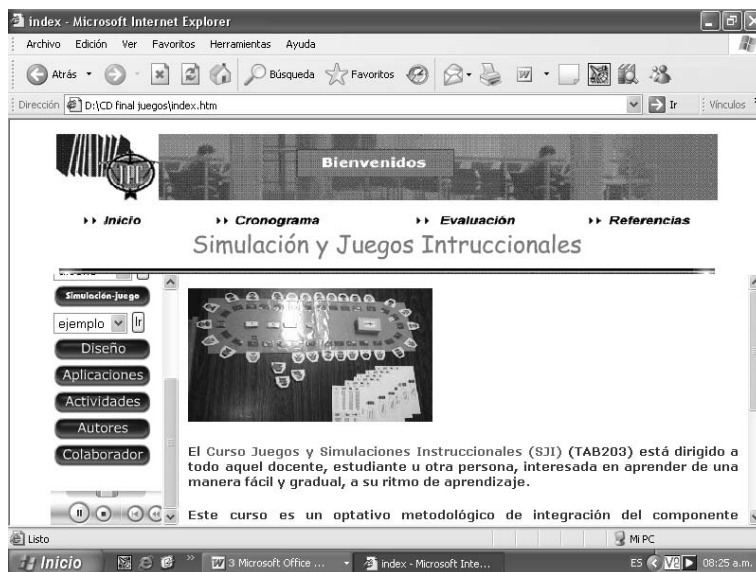 index - Microsoft Internet Explorer
Archivo Edición Ver Favoritos Herramientas Ayuda
Atrás Búsqueda Favoritos
Dirección D:\CD final juegos\index.htm Ir Vínculos
Bienvenidos
Inicio Cronograma Evaluación Referencias
Simulación y Juegos Intruccionales
Simulación-Juego
ejemplo Ir
Diseño
Aplicaciones
Actividades
Autores
Colaborador
El Curso Juegos y Simulaciones Instruccionales (SJI) (TAB203) está dirigido a
todo aquel docente, estudiante u otra persona, interesada en aprender de una
manera fácil y gradual, a su ritmo de aprendizaje.
Este curso es un optativo metodológico de integración del componente
Listo Mi PC
Inicio 3 Microsoft Office ... index - Microsoft Inte... ES 08:25 a.m.